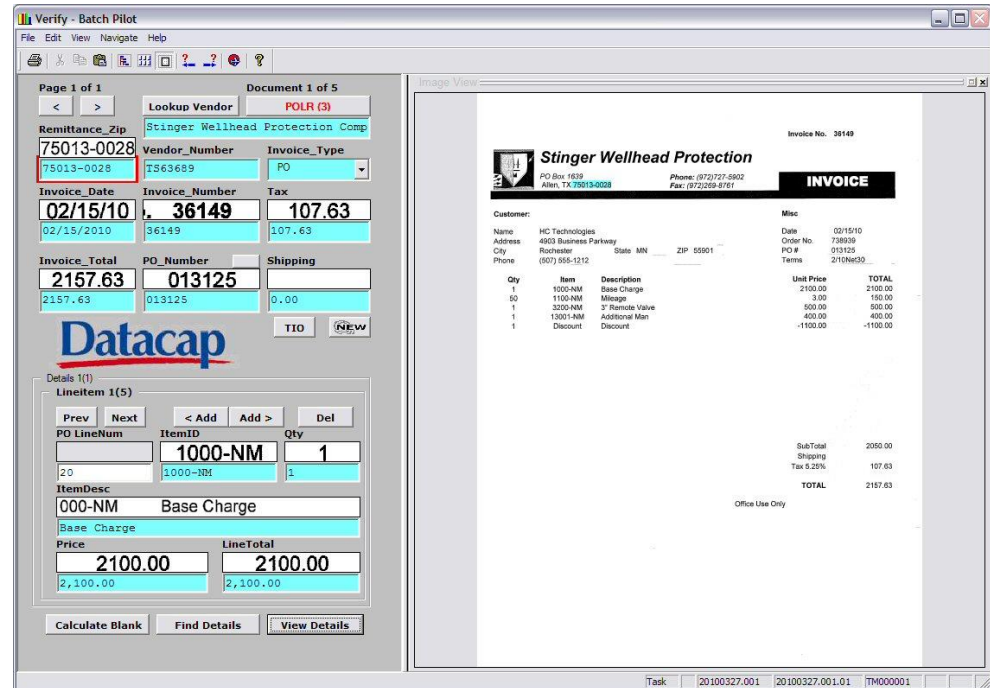 Verify - Batch Pilot
File Edit View Navigate Help
Page 1 of 1 Document 1 of 5
< > Lookup Vendor POLR (3)
Remittance_Zip Stinger Wellhead Protection Comp
75013-0028 Vendor_Number Invoice_Type
75013-0028 TS63689 PO
Invoice_Date Invoice_Number Tax
02/15/10 . 36149 107.63
02/15/2010 36149 107.63
Invoice_Total PO_Number Shipping
2157.63 013125
2157.63 013125 0.00
Datacap TIO NEW
Details 1(1)
Lineitem 1(5)
Prev Next < Add Add > Del
PO LineNum ItemID Qty
1000-NM 1
20 1000-NM 1
ItemDesc
000-NM Base Charge
Base Charge
Price LineTotal
2100.00 2100.00
2,100.00 2,100.00
Calculate Blank Find Details View Details
Image View
Invoice No. 36149
Stinger Wellhead Protection
PO Box 1639 Phone: (972)727-5902
Allen, TX 75013-0028 Fax: (972)269-8761
INVOICE
Customer: Misc
Name HC Technologies Date 02/15/10
Address 4903 Business Parkway Order No. 738939
City Rochester State MN ZIP 55901 PO # 013125
Phone (507) 555-1212 Terms 2/10Net30
Qty Item Description Unit Price TOTAL
1 1000-NM Base Charge 2100.00 2100.00
50 1100-NM Mileage 3.00 150.00
1 3200-NM 3" Remote Valve 500.00 500.00
1 13001-NM Additional Man 400.00 400.00
1 Discount Discount -1100.00 -1100.00
SubTotal 2050.00
Shipping
Tax 5.25% 107.63
TOTAL 2157.63
Office Use Only
Task 20100327.001 20100327.001.01 TM000001